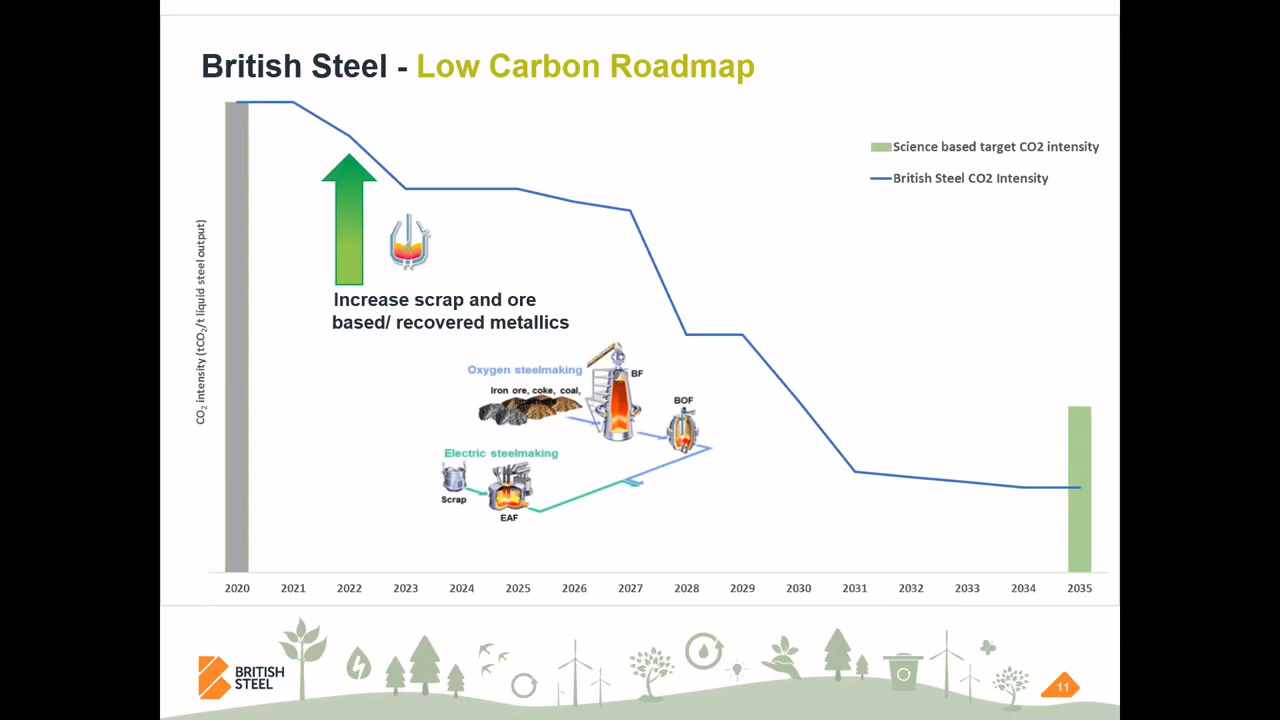 British Steel - Low Carbon Roadmap
Science based target CO2 intensity
British Steel CO2 Intensity
CO2 intensity (tCO2/t liquid steel output)
Increase scrap and ore
based/ recovered metallics
Oxygen steelmaking
BF
Iron ore, coke, coal,
BOF
Electric steelmaking
Scrap
EAF
2020 2021 2022 2023 2024 2025 2026 2027 2028 2029 2030 2031 2032 2033 2034 2035
BRITISH
STEEL
11